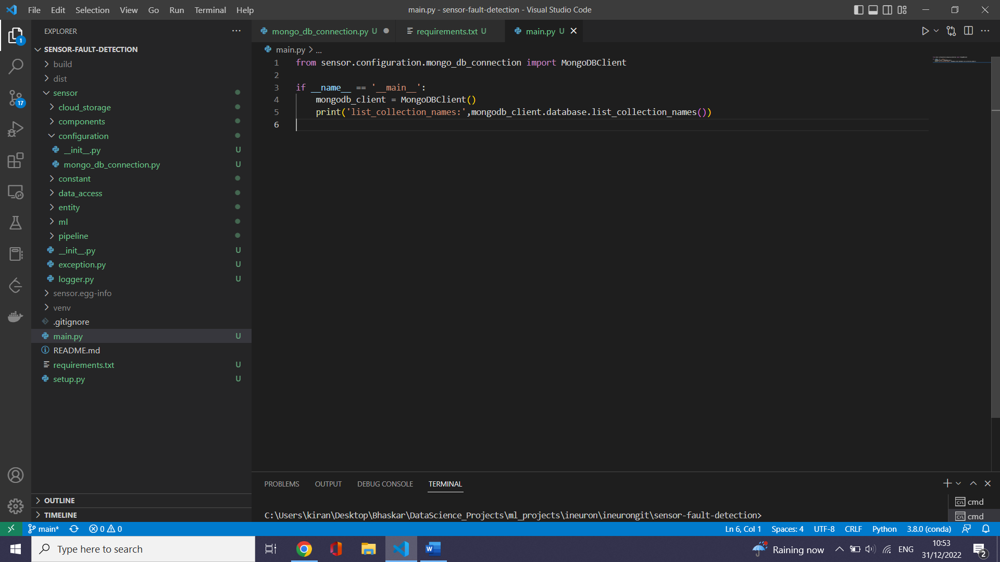 File Edit Selection View Go Run Terminal Help
main.py - sensor-fault-detection - Visual Studio Code
EXPLORER
SENSOR-FAULT-DETECTION
build
dist
sensor
cloud_storage
components
configuration
__init__.py U
mongo_db_connection.py U
constant
data_access
entity
ml
pipeline
__init__.py U
exception.py U
logger.py U
sensor.egg-info
venv
.gitignore
main.py U
README.md
requirements.txt U
setup.py U
OUTLINE
TIMELINE
1
17
mongo_db_connection.py U
requirements.txt U
main.py U
main.py > ...
1 from sensor.configuration.mongo_db_connection import MongoDBClient
2
3 if __name__ == '__main__':
4 mongodb_client = MongoDBClient()
5 print('list_collection_names:',mongodb_client.database.list_collection_names())
6
PROBLEMS OUTPUT DEBUG CONSOLE TERMINAL
C:\Users\kiran\Desktop\Bhaskar\DataScience_Projects\ml_projects\ineuron\ineurongit\sensor-fault-detection>
cmd
cmd
main* 0 0 Ln 6, Col 1 Spaces: 4 UTF-8 CRLF Python 3.8.0 (conda)
Type here to search
Raining now
ENG
10:53
31/12/2022
2